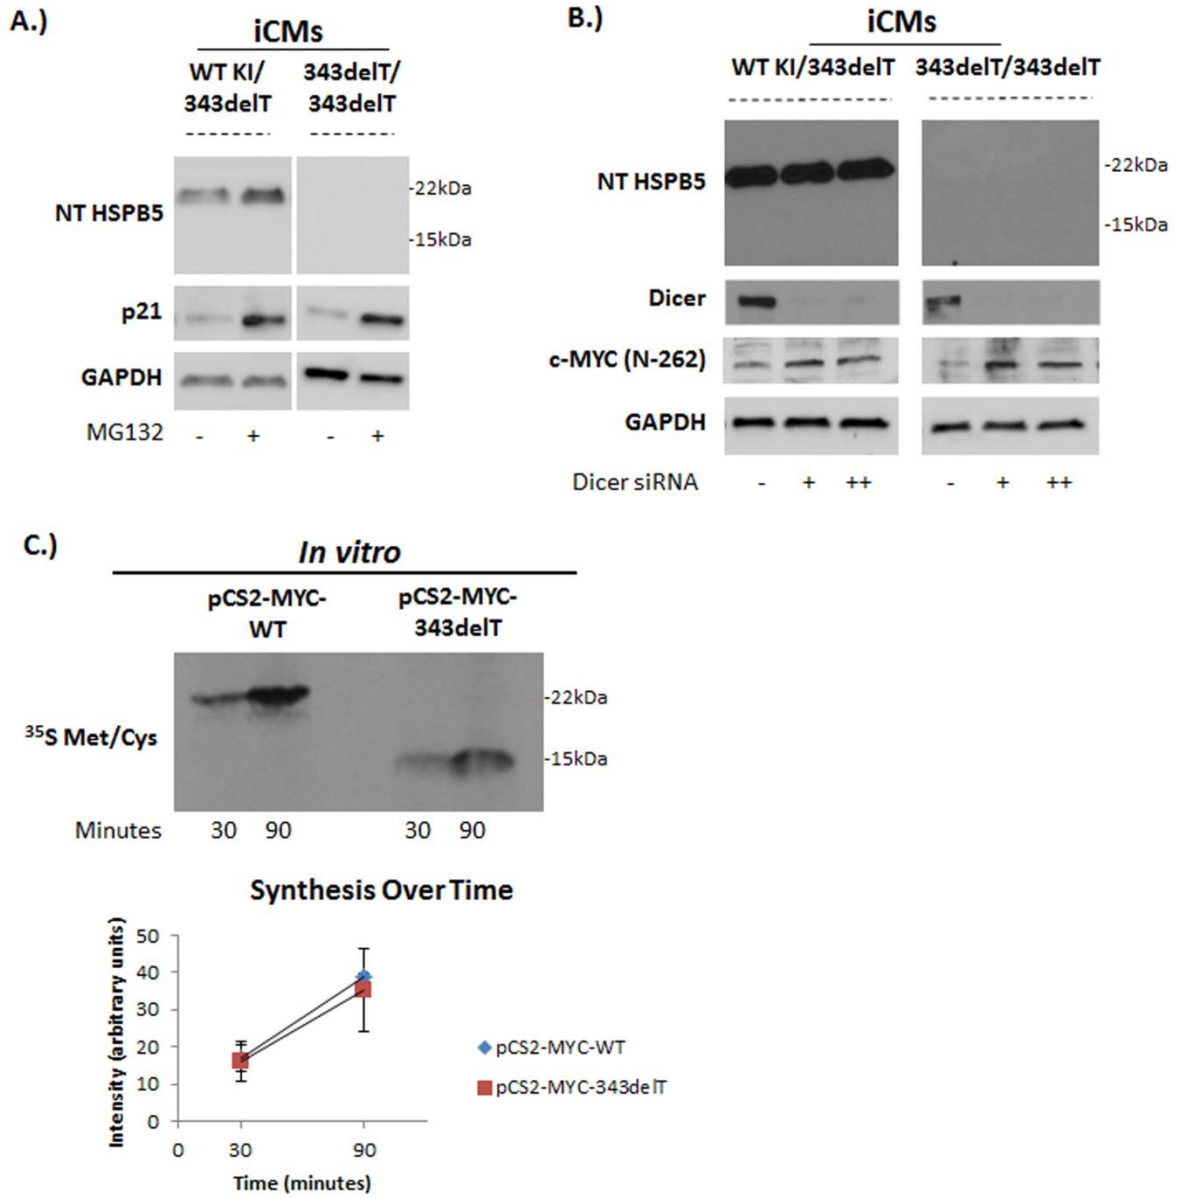 A.)
iCMs
WT KI/ 343delT/
343delT 343delT
NT HSPB5
-22kDa
-15kDa
p21
GAPDH
MG132 - + - +
B.)
iCMs
WT KI/343delT 343delT/343delT
NT HSPB5
-22kDa
-15kDa
Dicer
c-MYC (N-262)
GAPDH
Dicer siRNA - + ++ - + ++
C.)
In vitro
pCS2-MYC- pCS2-MYC-
WT 343delT
-22kDa
35S Met/Cys
-15kDa
Minutes 30 90 30 90
Synthesis Over Time
Intensity (arbitrary units)
50
40
30
20
10
0
0 30 90
Time (minutes)
pCS2-MYC-WT
pCS2-MYC-343delT